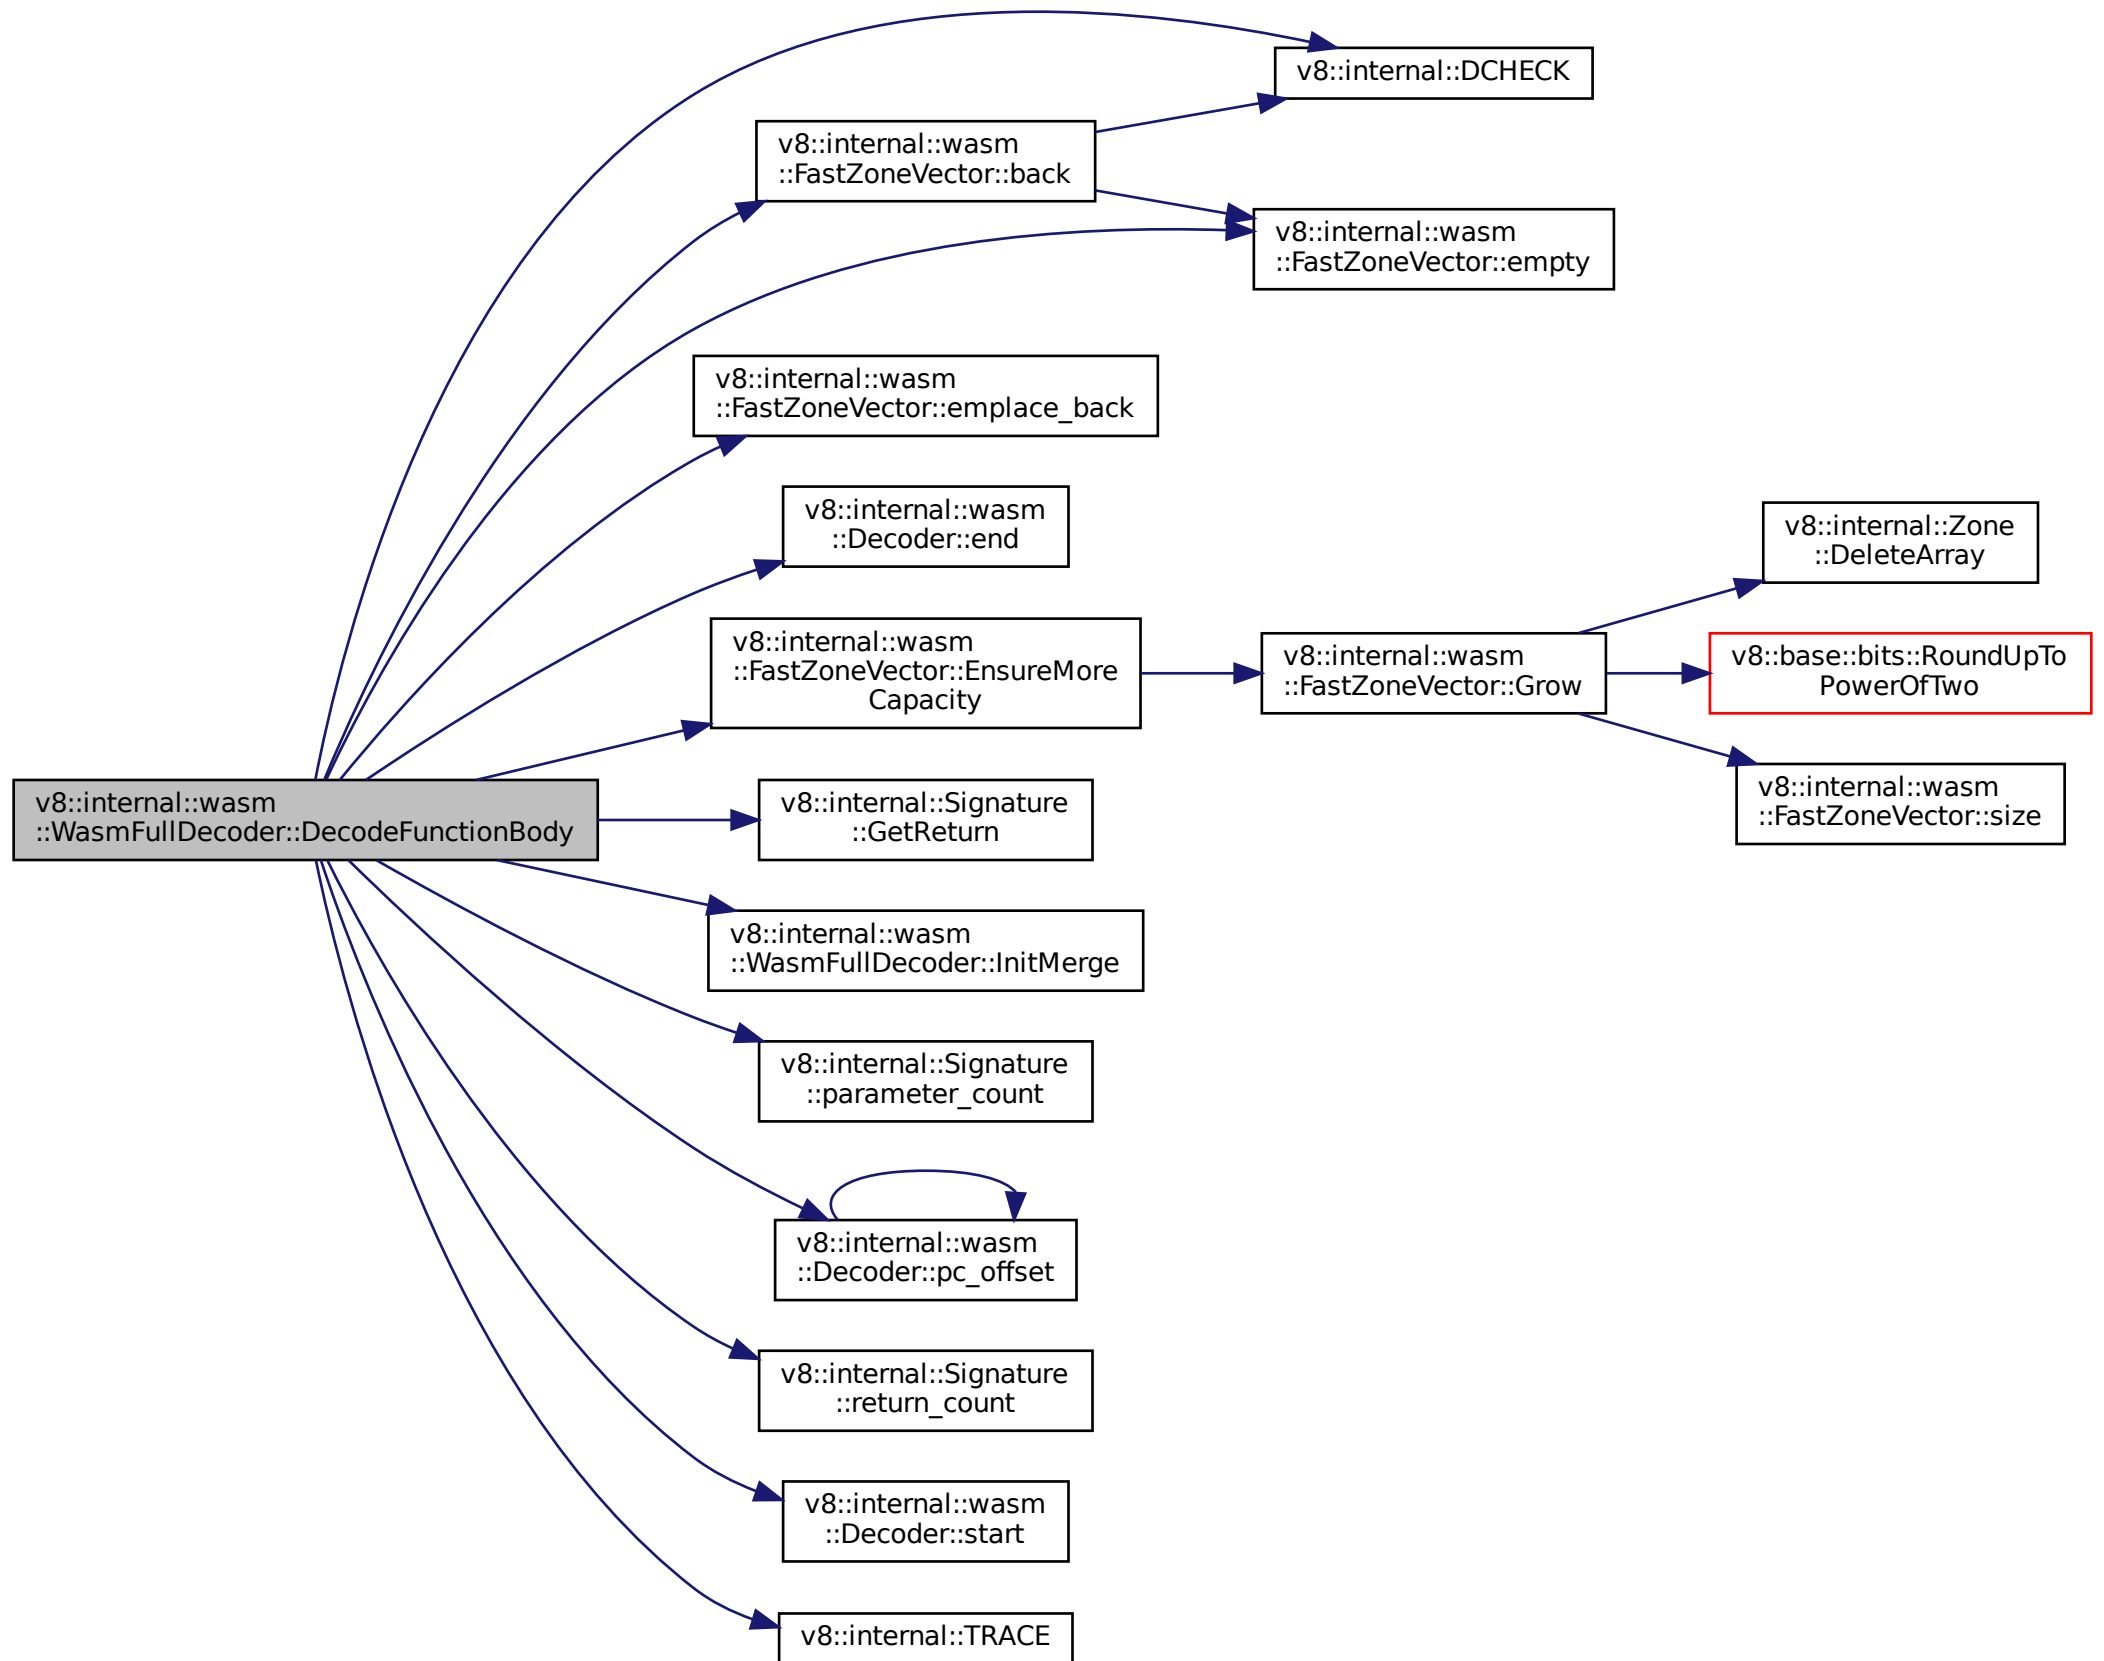 v8::internal::DCHECK
v8::internal::wasm
::FastZoneVector::back
v8::internal::wasm
::FastZoneVector::empty
v8::internal::wasm
::FastZoneVector::emplace_back
v8::internal::wasm
::Decoder::end
v8::internal::Zone
::DeleteArray
v8::internal::wasm
::FastZoneVector::EnsureMore
Capacity
v8::internal::wasm
::FastZoneVector::Grow
v8::base::bits::RoundUpTo
PowerOfTwo
v8::internal::wasm
::FastZoneVector::size
v8::internal::wasm
::WasmFullDecoder::DecodeFunctionBody
v8::internal::Signature
::GetReturn
v8::internal::wasm
::WasmFullDecoder::InitMerge
v8::internal::Signature
::parameter_count
v8::internal::wasm
::Decoder::pc_offset
v8::internal::Signature
::return_count
v8::internal::wasm
::Decoder::start
v8::internal::TRACE